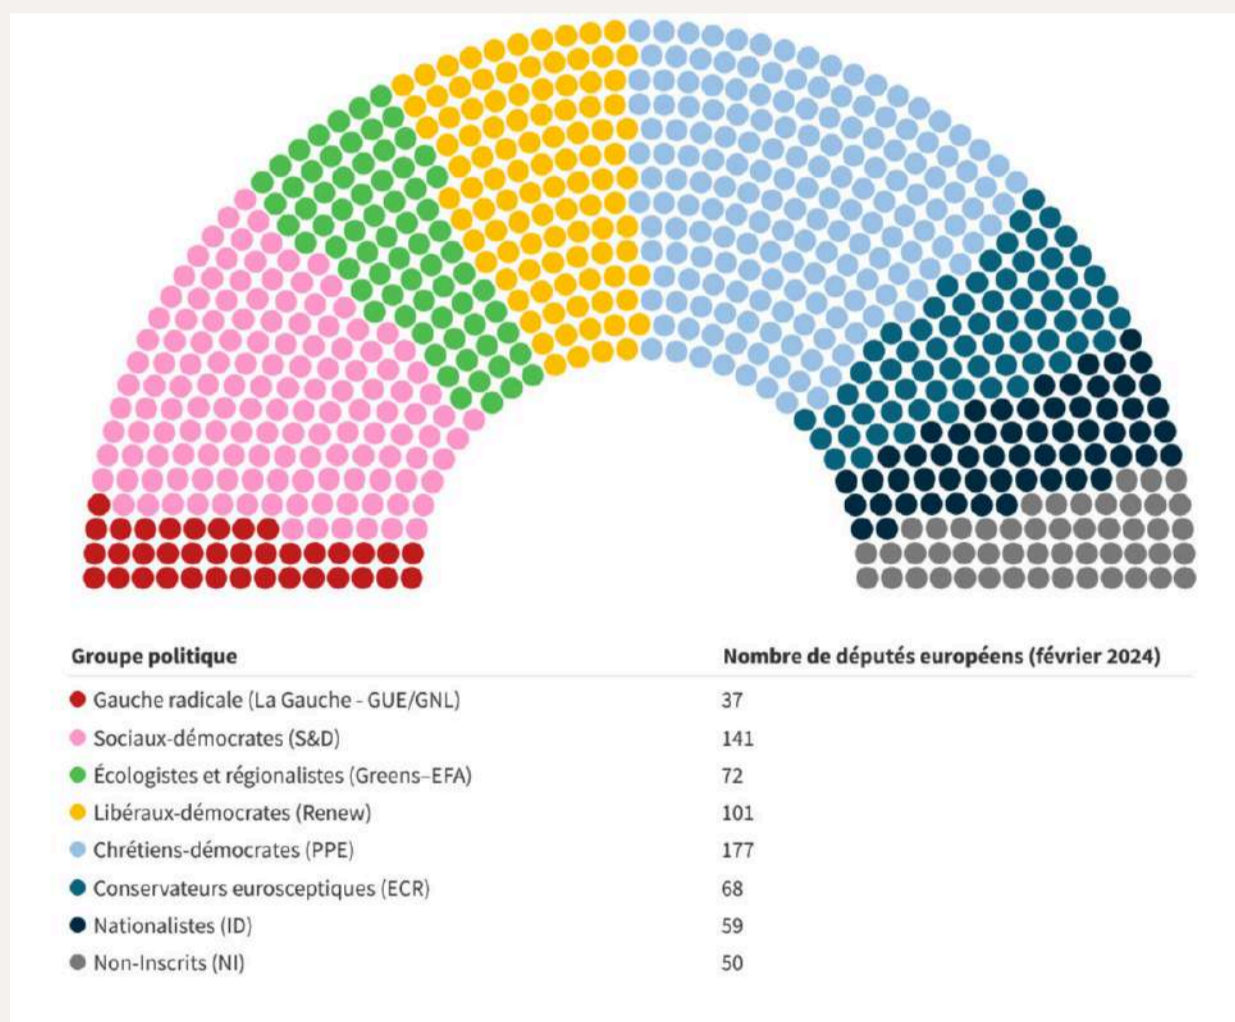 Groupe politique Nombre de députés européens (février 2024)
Gauche radicale (La Gauche - GUE/GNL) 37
Sociaux-démocrates (S&D) 141
Écologistes et régionalistes (Greens–EFA) 72
Libéraux-démocrates (Renew) 101
Chrétiens-démocrates (PPE) 177
Conservateurs eurosceptiques (ECR) 68
Nationalistes (ID) 59
Non-Inscrits (NI) 50